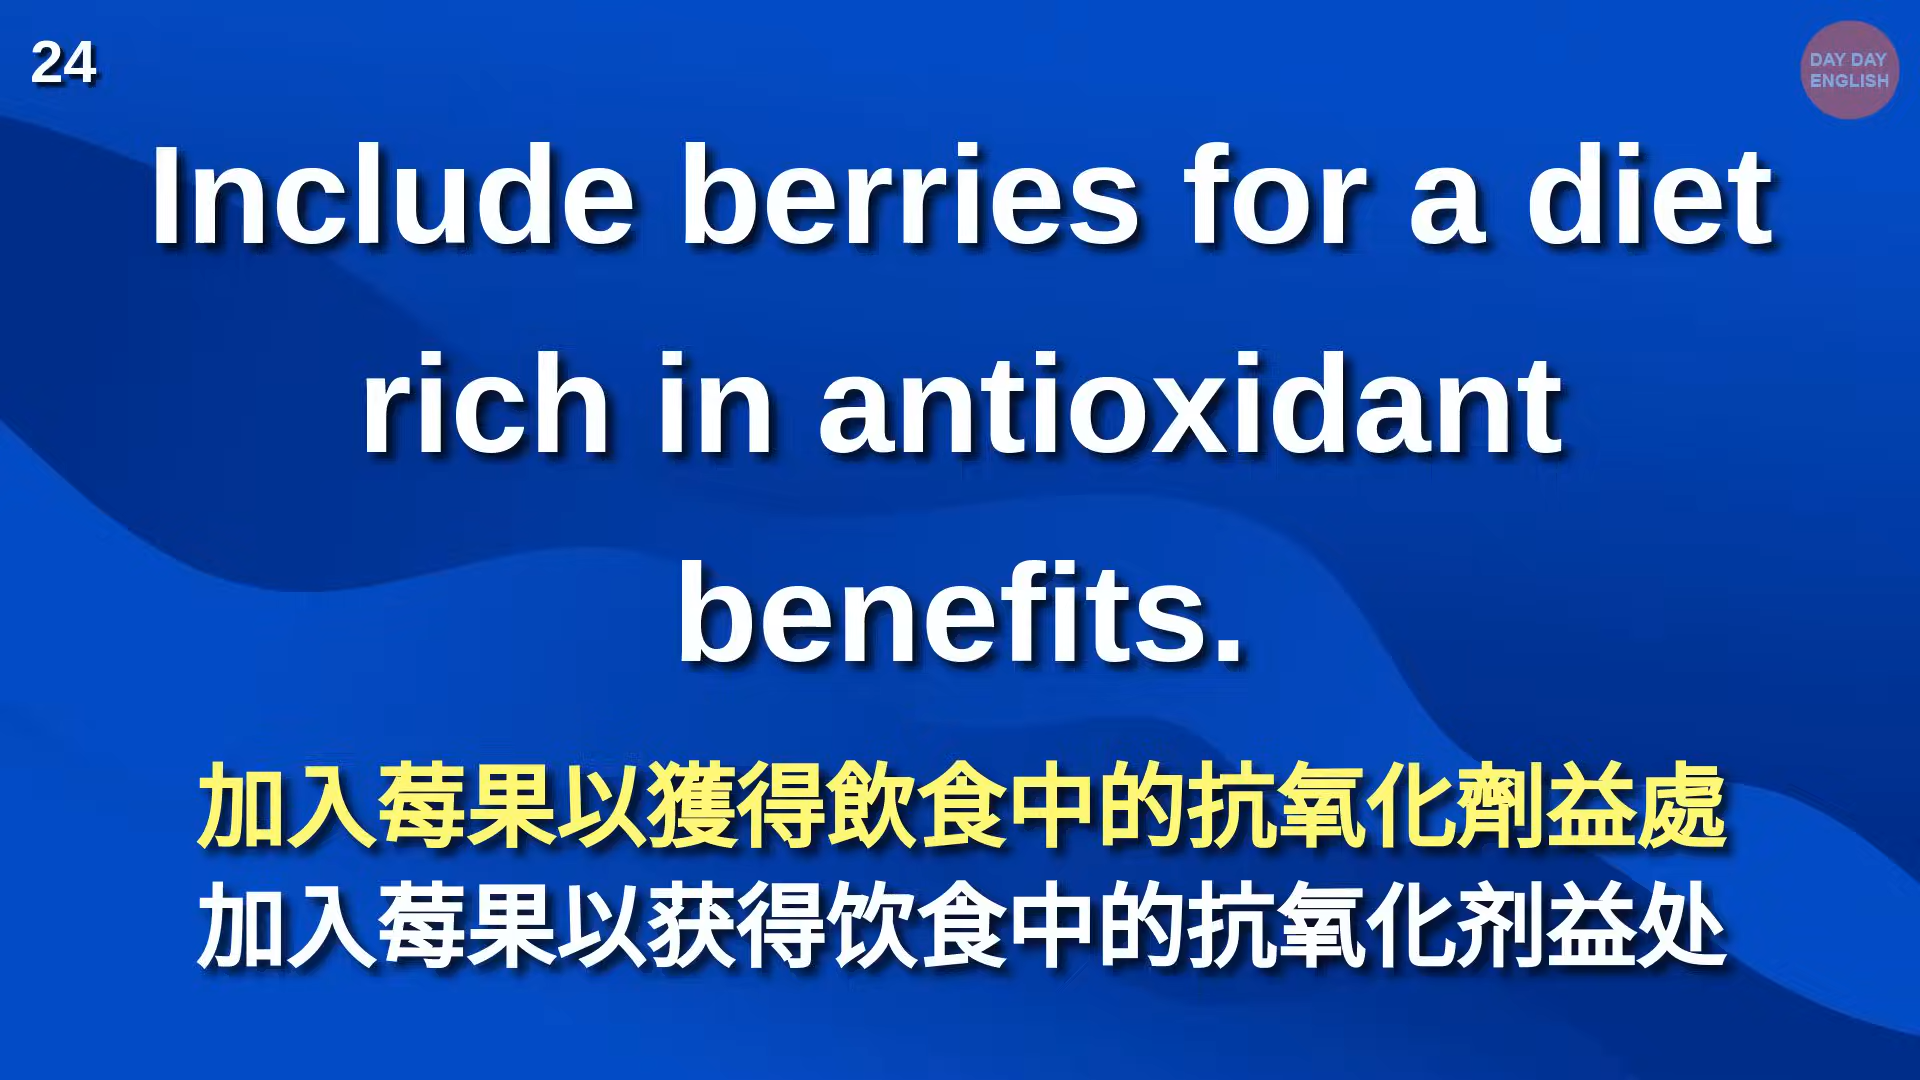 24
DAY DAY
ENGLISH
Include berries for a diet
rich in antioxidant
benefits.
加入莓果以獲得飲食中的抗氧化劑益處
加入莓果以获得饮食中的抗氧化剂益处